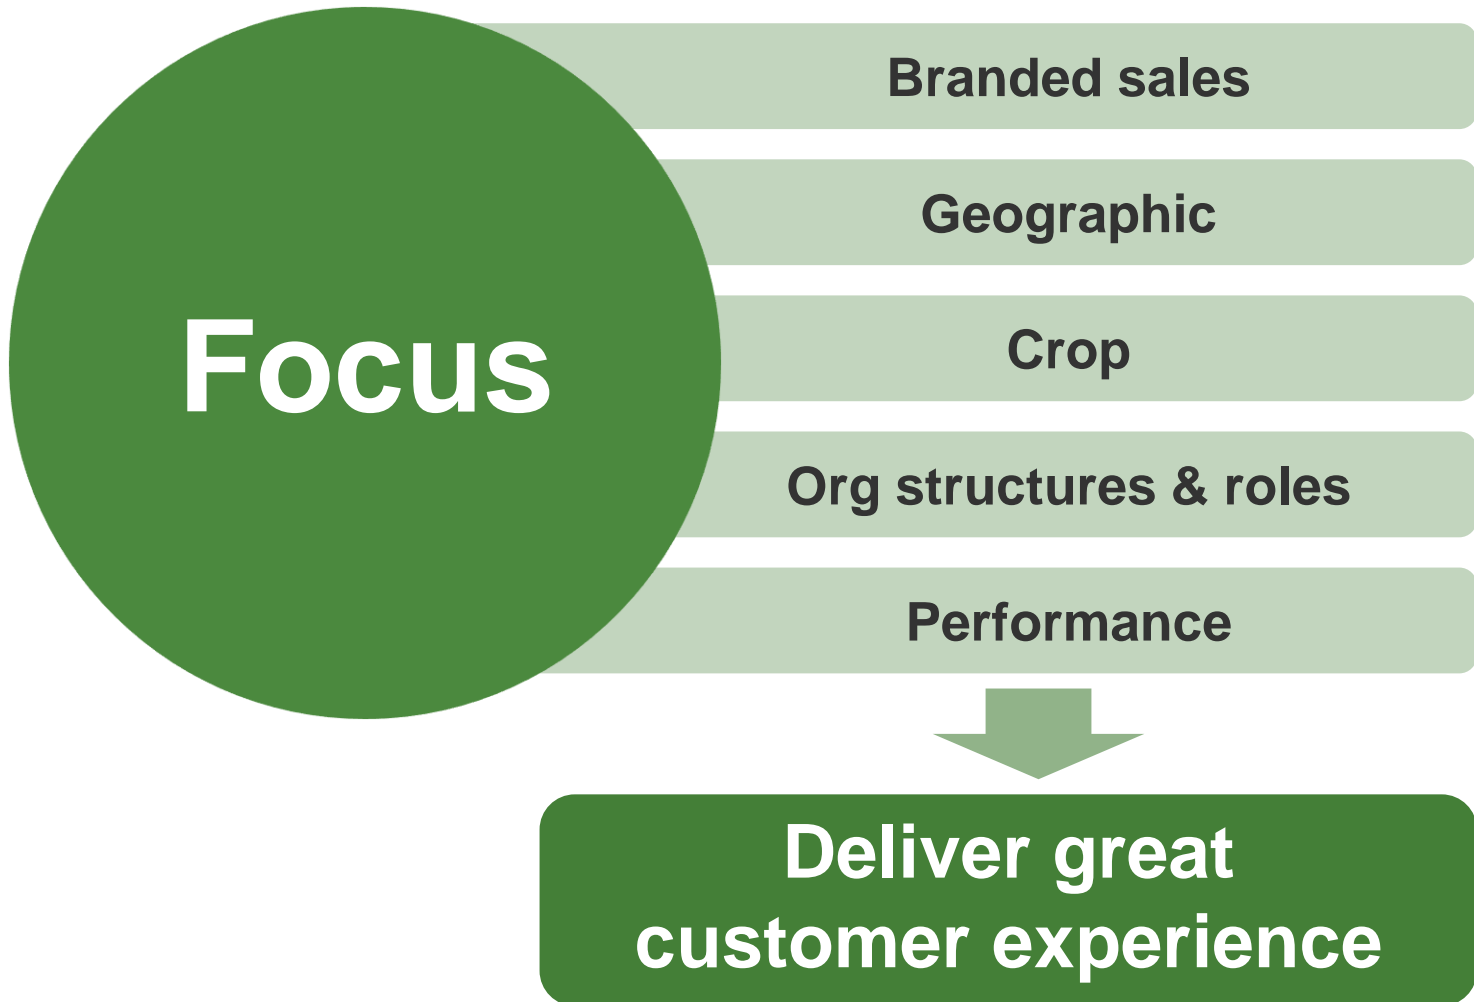 Focus
Branded sales
Geographic
Crop
Org structures & roles
Performance
Deliver great
customer experience